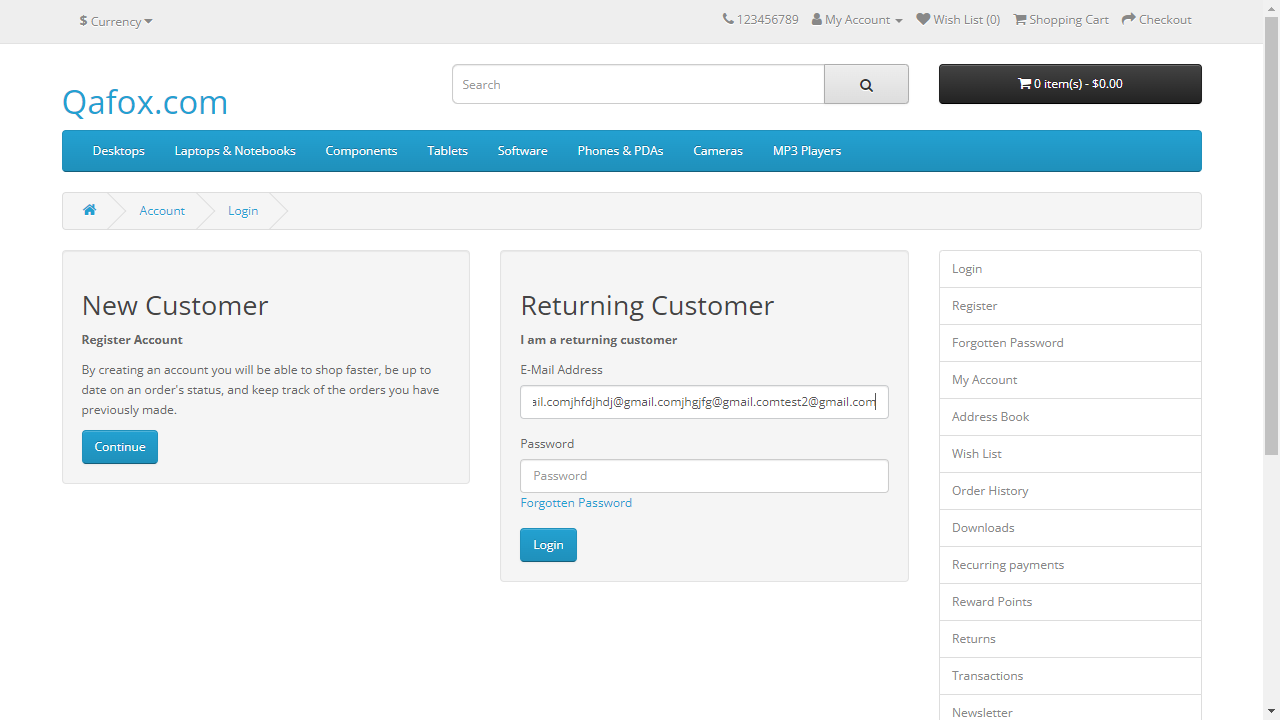 $ Currency
123456789 My Account Wish List (0) Shopping Cart Checkout
Qafox.com
Search
0 item(s) - $0.00
Desktops Laptops & Notebooks Components Tablets Software Phones & PDAs Cameras MP3 Players
Account Login
New Customer
Register Account
By creating an account you will be able to shop faster, be up to
date on an order's status, and keep track of the orders you have
previously made.
Continue
Returning Customer
I am a returning customer
E-Mail Address
ail.comjhfdjhdj@gmail.comjhgjfg@gmail.comtest2@gmail.com
Password
Password
Forgotten Password
Login
Login
Register
Forgotten Password
My Account
Address Book
Wish List
Order History
Downloads
Recurring payments
Reward Points
Returns
Transactions
Newsletter